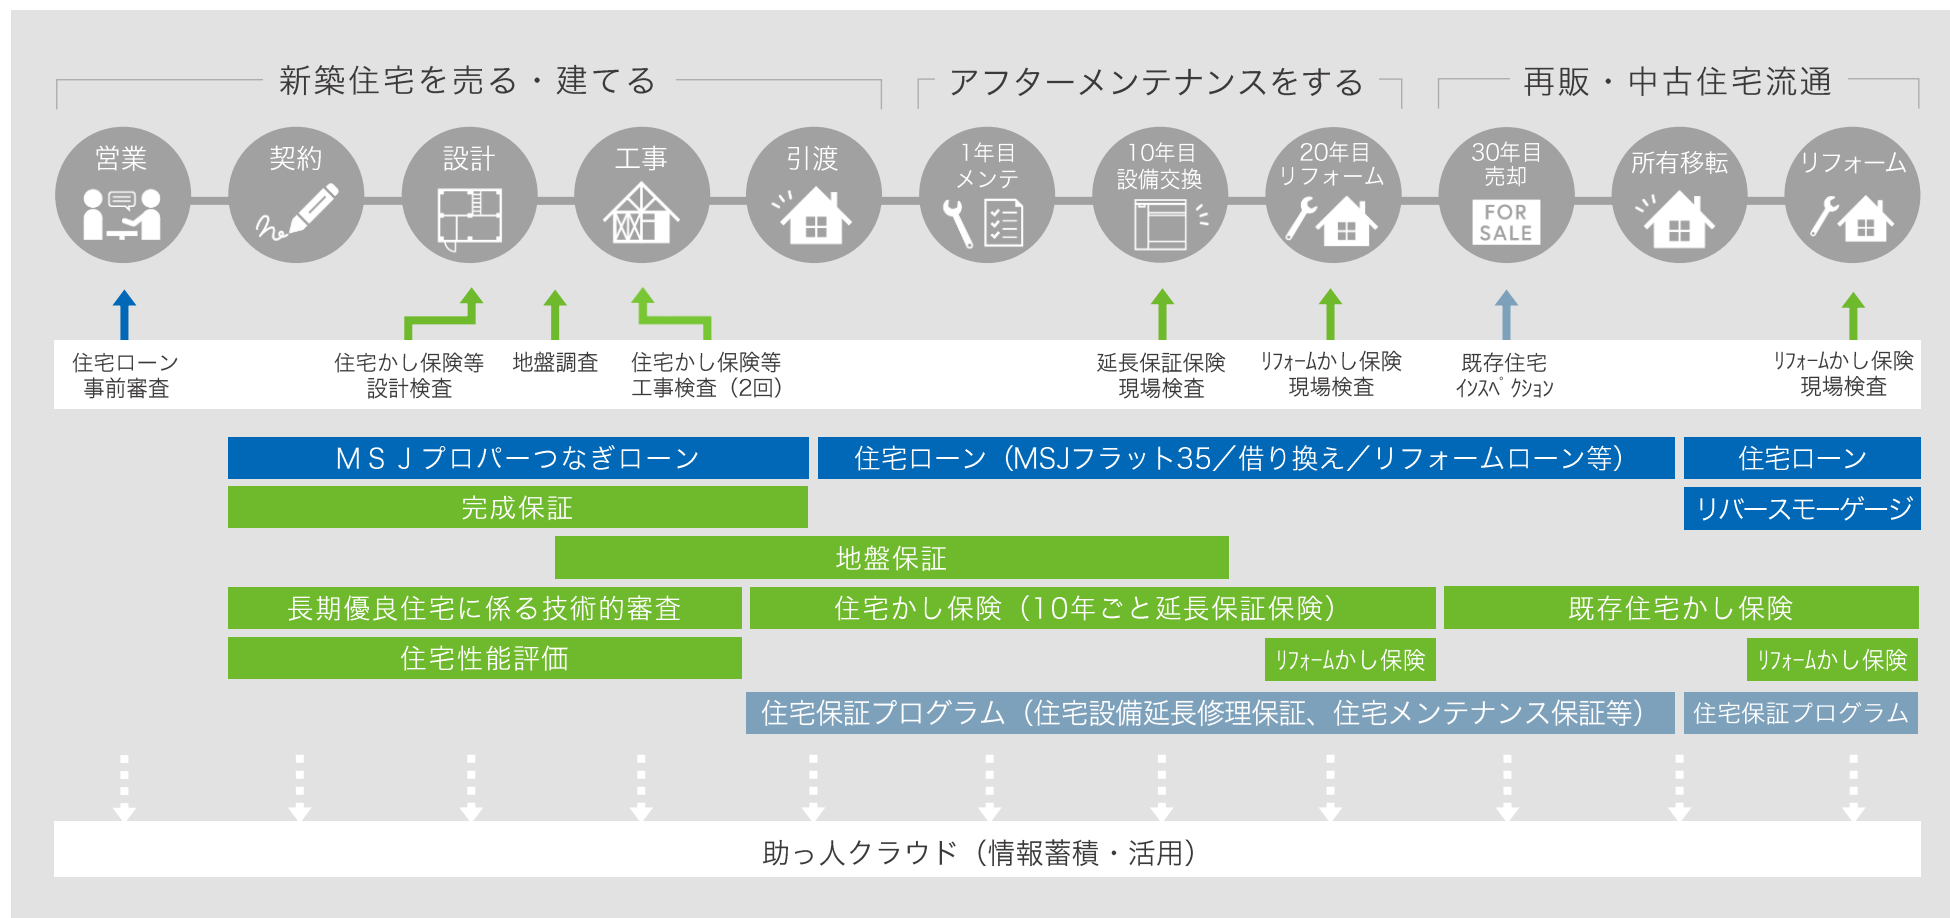 新築住宅を売る・建てる
アフターメンテナンスをする
再販・中古住宅流通
営業
契約
設計
工事
引渡
1年目
メンテ
10年目
設備交換
20年目
リフォーム
30年目
売却
FOR
SALE
所有移転
リフォーム
住宅ローン
事前審査
住宅かし保険等
設計検査
地盤調査
住宅かし保険等
工事検査（2回）
延長保証保険
現場検査
ﾘﾌｫｰﾑかし保険
現場検査
既存住宅
ｲﾝｽﾍﾟｸｼｮﾝ
ﾘﾌｫｰﾑかし保険
現場検査
ＭＳＪプロパーつなぎローン
住宅ローン（MSJフラット35／借り換え／リフォームローン等）
住宅ローン
完成保証
リバースモーゲージ
地盤保証
長期優良住宅に係る技術的審査
住宅かし保険（10年ごと延長保証保険）
既存住宅かし保険
住宅性能評価
ﾘﾌｫｰﾑかし保険
ﾘﾌｫｰﾑかし保険
住宅保証プログラム（住宅設備延長修理保証、住宅メンテナンス保証等）
住宅保証プログラム
助っ人クラウド（情報蓄積・活用）